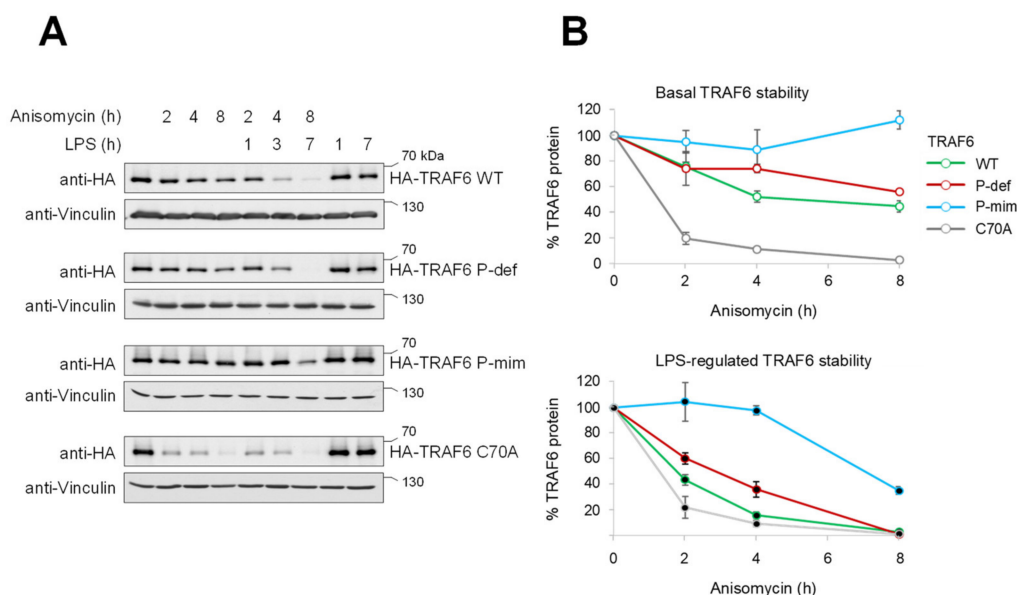 A
Anisomycin (h) 2 4 8 2 4 8
LPS (h) 1 3 7 1 7
70 kDa
anti-HA HA-TRAF6 WT
130
anti-Vinculin
70
anti-HA HA-TRAF6 P-def
130
anti-Vinculin
70
anti-HA HA-TRAF6 P-mim
130
anti-Vinculin
70
anti-HA HA-TRAF6 C70A
130
anti-Vinculin
B
Basal TRAF6 stability
% TRAF6 protein
120
100
80
60
40
20
0
0 2 4 6 8
Anisomycin (h)
TRAF6
WT
P-def
P-mim
C70A
LPS-regulated TRAF6 stability
% TRAF6 protein
120
100
80
60
40
20
0 2 4 6 8
Anisomycin (h)